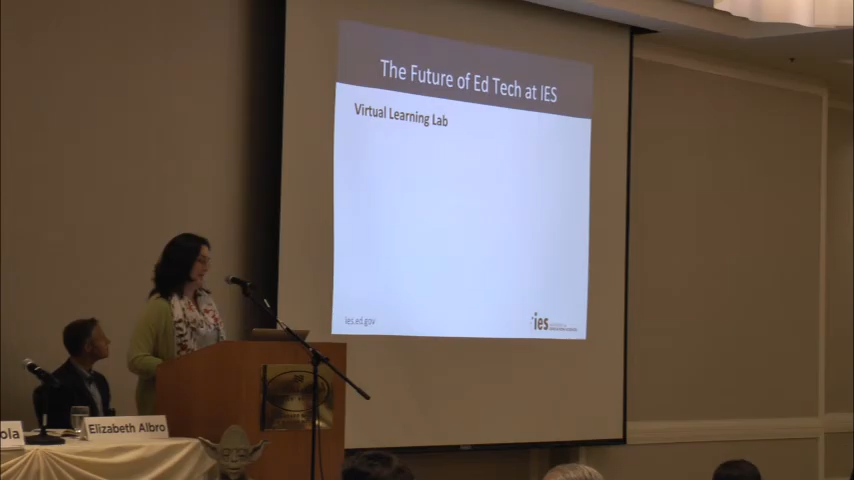 The Future of Ed Tech at IES
Virtual Learning Lab
ies.ed.gov
ies
ola
Elizabeth Albro